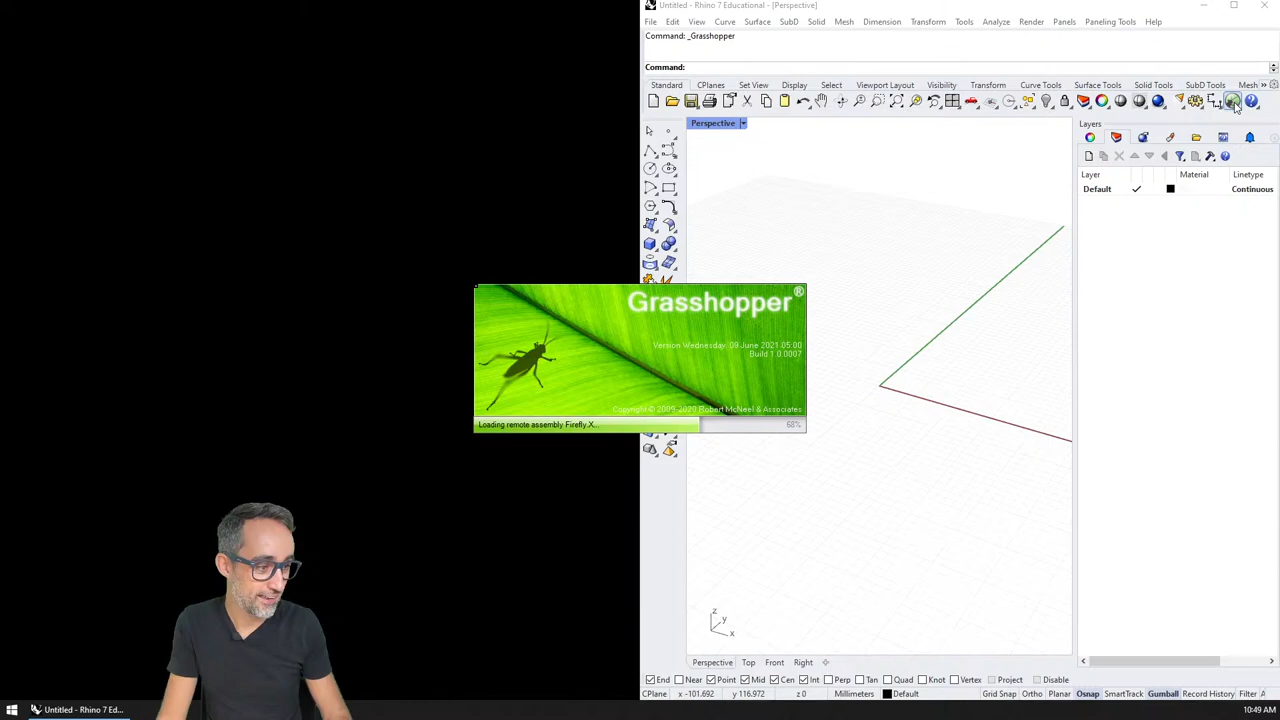 Untitled - Rhino 7 Educational - [Perspective]
File Edit View Curve Surface SubD Solid Mesh Dimension Transform Tools Analyze Render Panels Paneling Tools Help
Command: _Grasshopper
Command:
Standard CPlanes Set View Display Select Viewport Layout Visibility Transform Curve Tools Surface Tools Solid Tools SubD Tools Mesh »
Perspective
Layers
Layer Material Linetype
Default Continuous
Grasshopper®
Version Wednesday, 09 June 2021, 05:00
Build 1.0.0007
Copyright © 2009-2020 Robert McNeel & Associates
Loading remote assembly Firefly.X... 68%
z
y
x
Perspective Top Front Right
End Near Point Mid Cen Int Perp Tan Quad Knot Vertex Project Disable
CPlane x -101.692 y 116.972 z 0 Millimeters Default Grid Snap Ortho Planar Osnap SmartTrack Gumball Record History Filter A
Untitled - Rhino 7 Ed... 10:49 AM